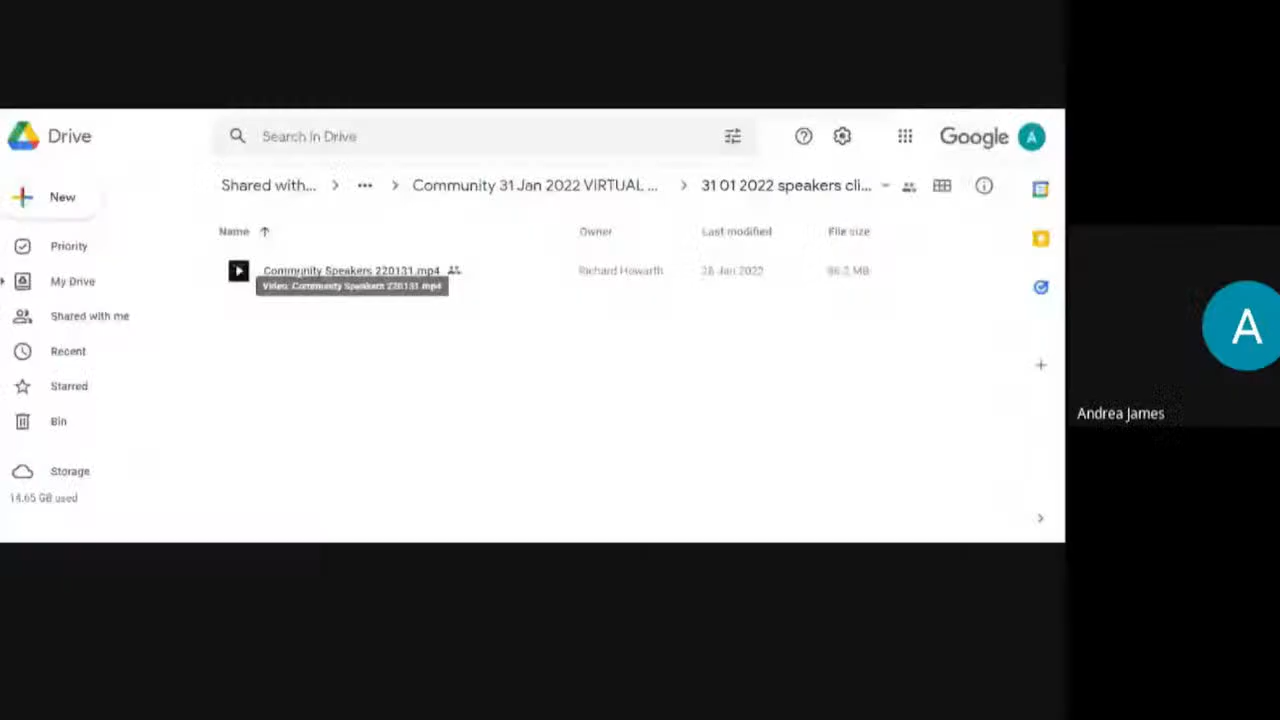 Drive
Search in Drive
Google
A
Shared with... > ... > Community 31 Jan 2022 VIRTUAL ... > 31 01 2022 speakers cli...
New
Name
Owner
Last modified
File size
Priority
Community Speakers 220131.mp4
Richard Howarth
28 Jan 2022
Video: Community Speakers 220131.mp4
My Drive
Shared with me
Recent
Starred
Bin
Storage
14.65 GB used
A
Andrea James